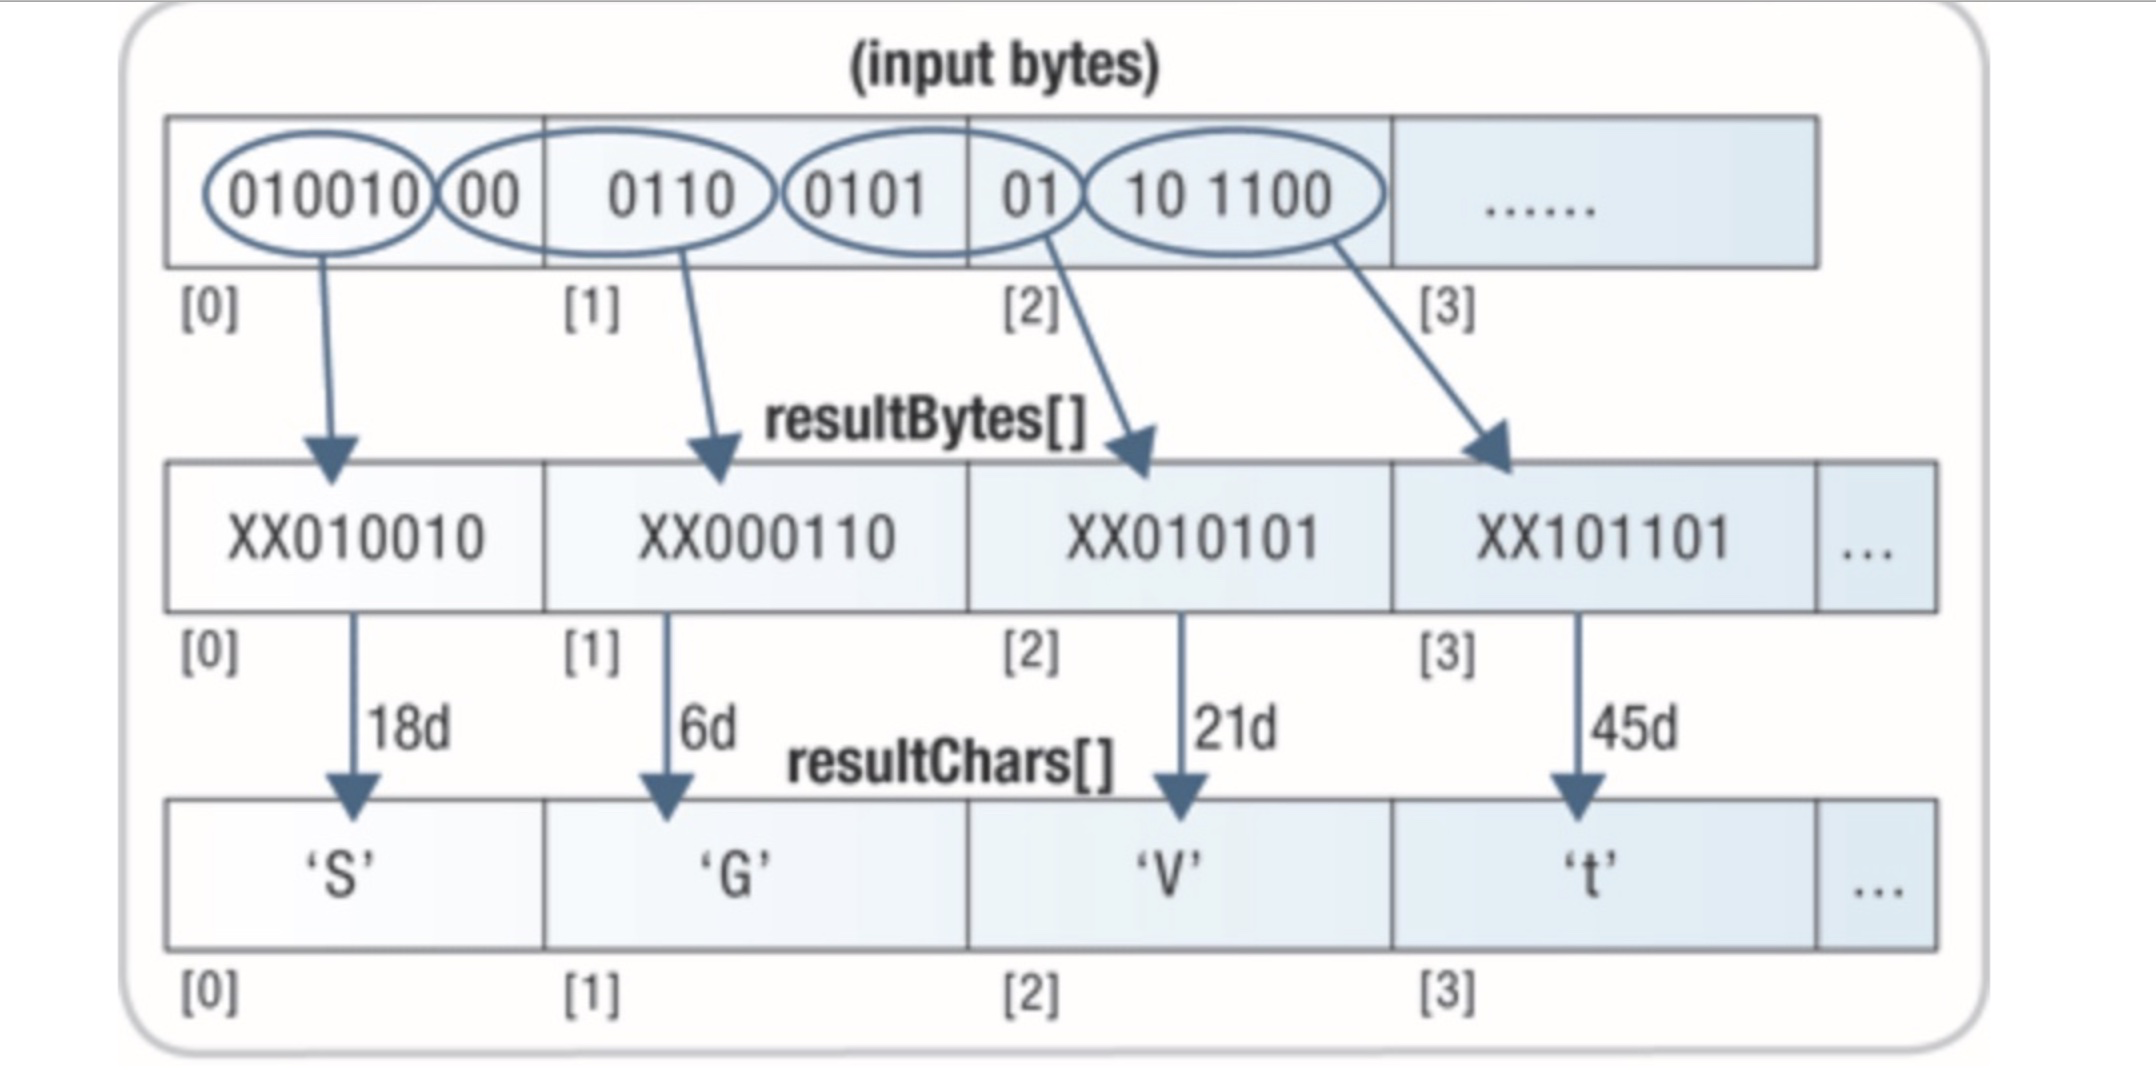 (input bytes)
010010 00 0110 0101 01 10 1100 ......
[0] [1] [2] [3]
resultBytes[]
XX010010 XX000110 XX010101 XX101101 ...
[0] [1] [2] [3]
18d 6d 21d 45d
resultChars[]
‘S’ ‘G’ ‘V’ ‘t’ ...
[0] [1] [2] [3]